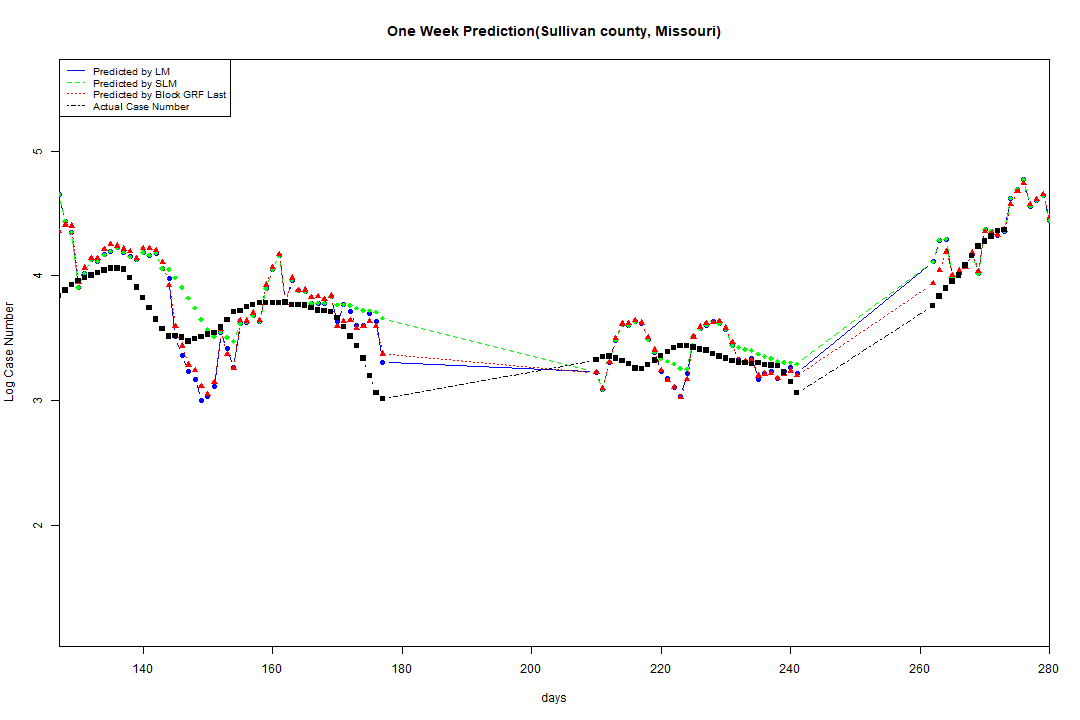 One Week Prediction(Sullivan county, Missouri)
Predicted by LM
Predicted by SLM
Predicted by Block GRF Last
Actual Case Number
5
4
3
2
Log Case Number
140 160 180 200 220 240 260 280
days